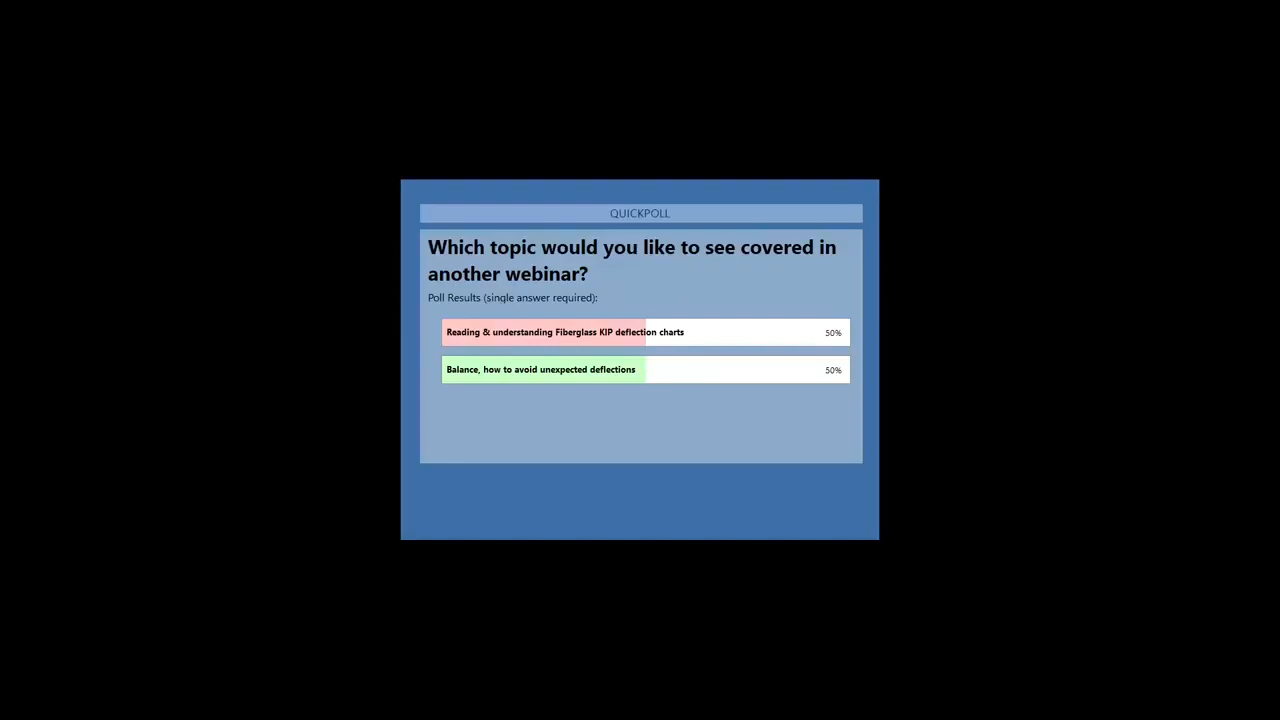 QUICKPOLL
Which topic would you like to see covered in
another webinar?
Poll Results (single answer required):
Reading & understanding Fiberglass KIP deflection charts 50%
Balance, how to avoid unexpected deflections 50%